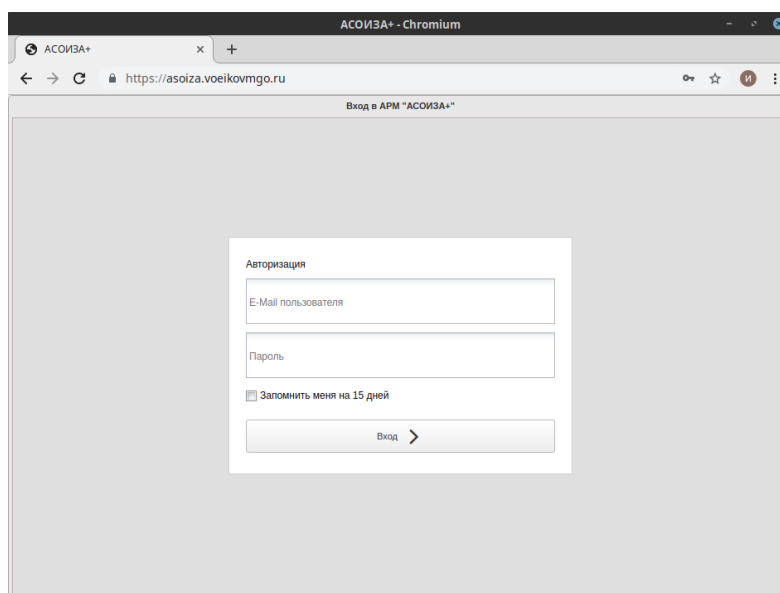 АСОИЗА+ - Chromium
АСОИЗА+
https://asoiza.voeikovmgo.ru
И
Вход в АРМ "АСОИЗА+"
Авторизация
E-Mail пользователя
Пароль
Запомнить меня на 15 дней
Вход